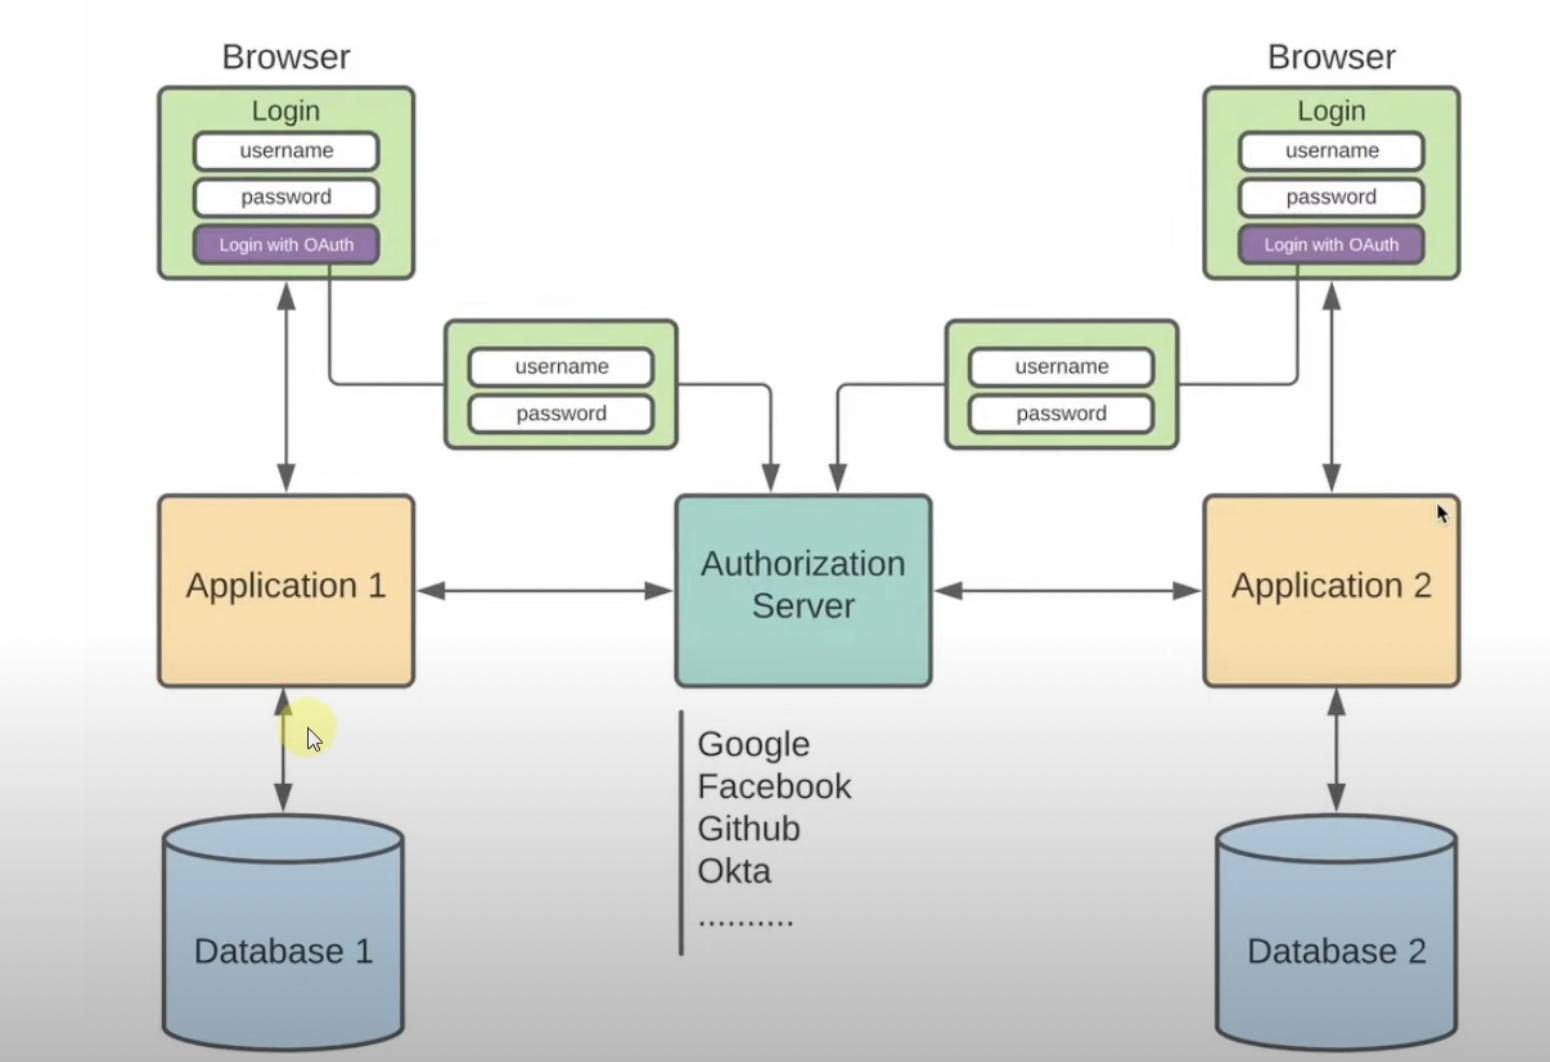 Browser
Login
username
password
Login with OAuth
Browser
Login
username
password
Login with OAuth
username
password
username
password
Application 1
Authorization
Server
Application 2
Google
Facebook
Github
Okta
..........
Database 1
Database 2